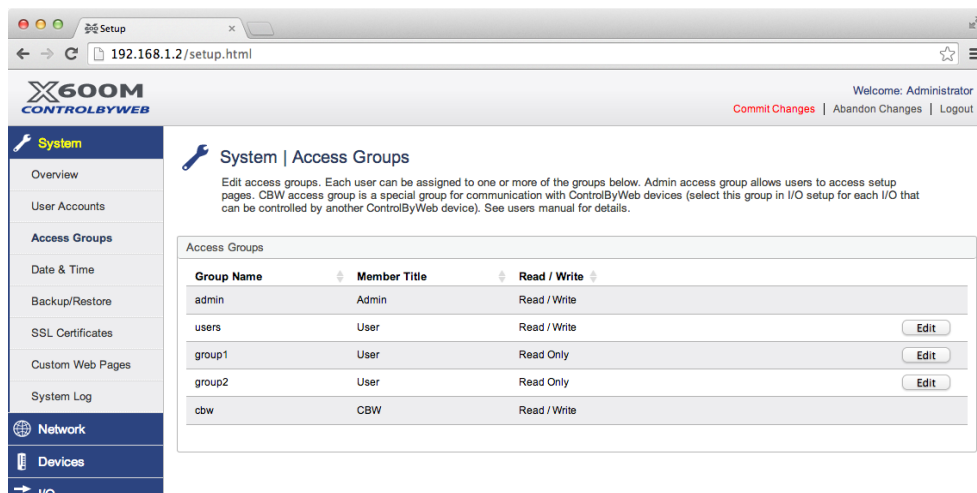 Setup
192.168.1.2/setup.html
X600M
CONTROLBYWEB
Welcome: Administrator
Commit Changes | Abandon Changes | Logout
System
Overview
User Accounts
Access Groups
Date & Time
Backup/Restore
SSL Certificates
Custom Web Pages
System Log
Network
Devices
I/O
System | Access Groups
Edit access groups. Each user can be assigned to one or more of the groups below. Admin access group allows users to access setup
pages. CBW access group is a special group for communication with ControlByWeb devices (select this group in I/O setup for each I/O that
can be controlled by another ControlByWeb device). See users manual for details.
Access Groups
Group Name Member Title Read / Write
admin Admin Read / Write
users User Read / Write Edit
group1 User Read Only Edit
group2 User Read Only Edit
cbw CBW Read / Write